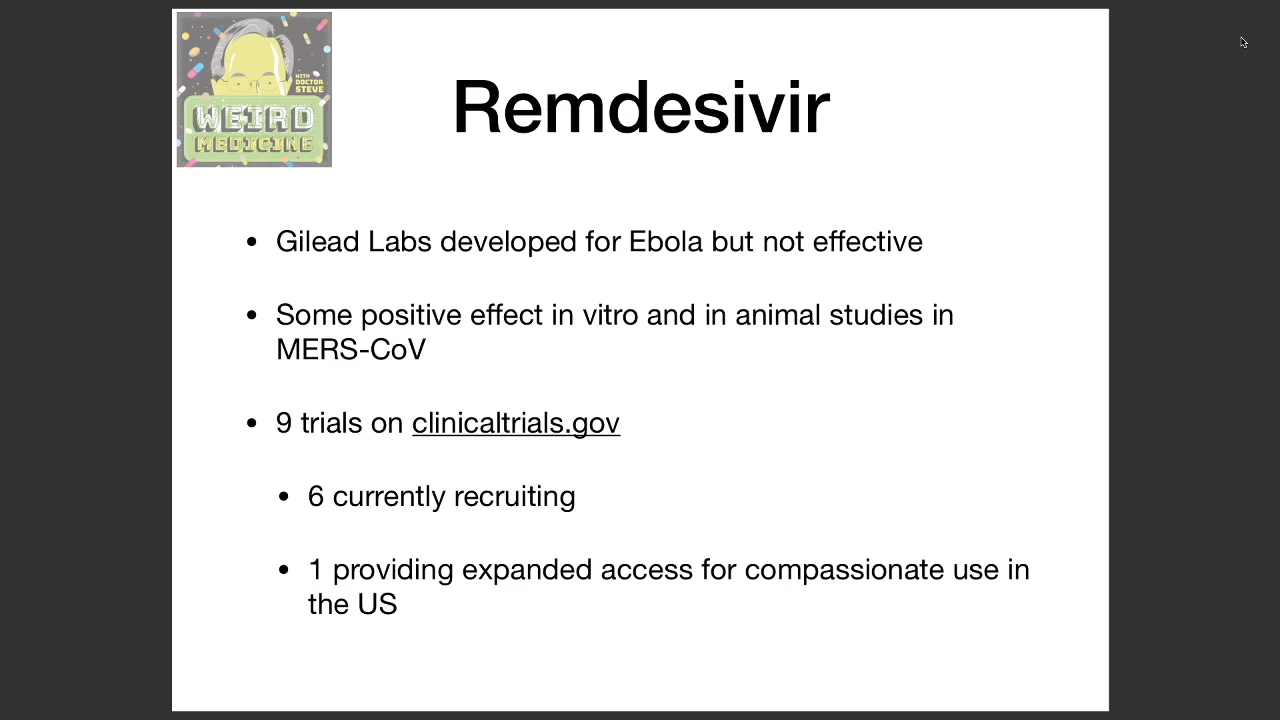 WITH
DOCTOR
STEVE
WEIRD
MEDICINE
Remdesivir
• Gilead Labs developed for Ebola but not effective
• Some positive effect in vitro and in animal studies in
MERS-CoV
• 9 trials on clinicaltrials.gov
• 6 currently recruiting
• 1 providing expanded access for compassionate use in
the US